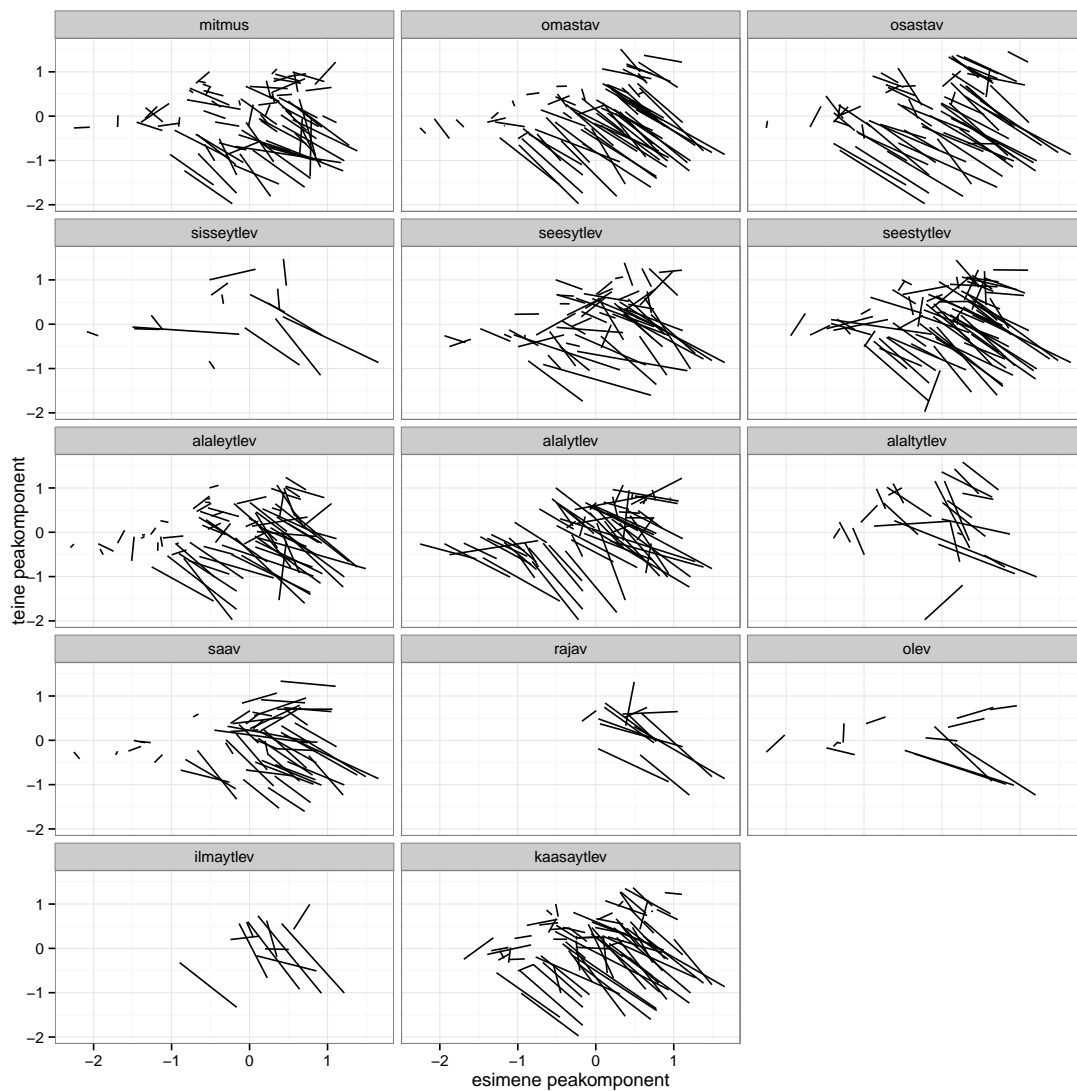 mitmus omastav osastav
1
0
−1
−2
sisseytlev seesytlev seestytlev
1
0
−1
−2
alaleytlev alalytlev alaltytlev
1
0
−1
−2
saav rajav olev
1
0
−1
−2
ilmaytlev kaasaytlev
1
0
−1
−2
−2 −1 0 1 −2 −1 0 1
esimene peakomponent
teine peakomponent